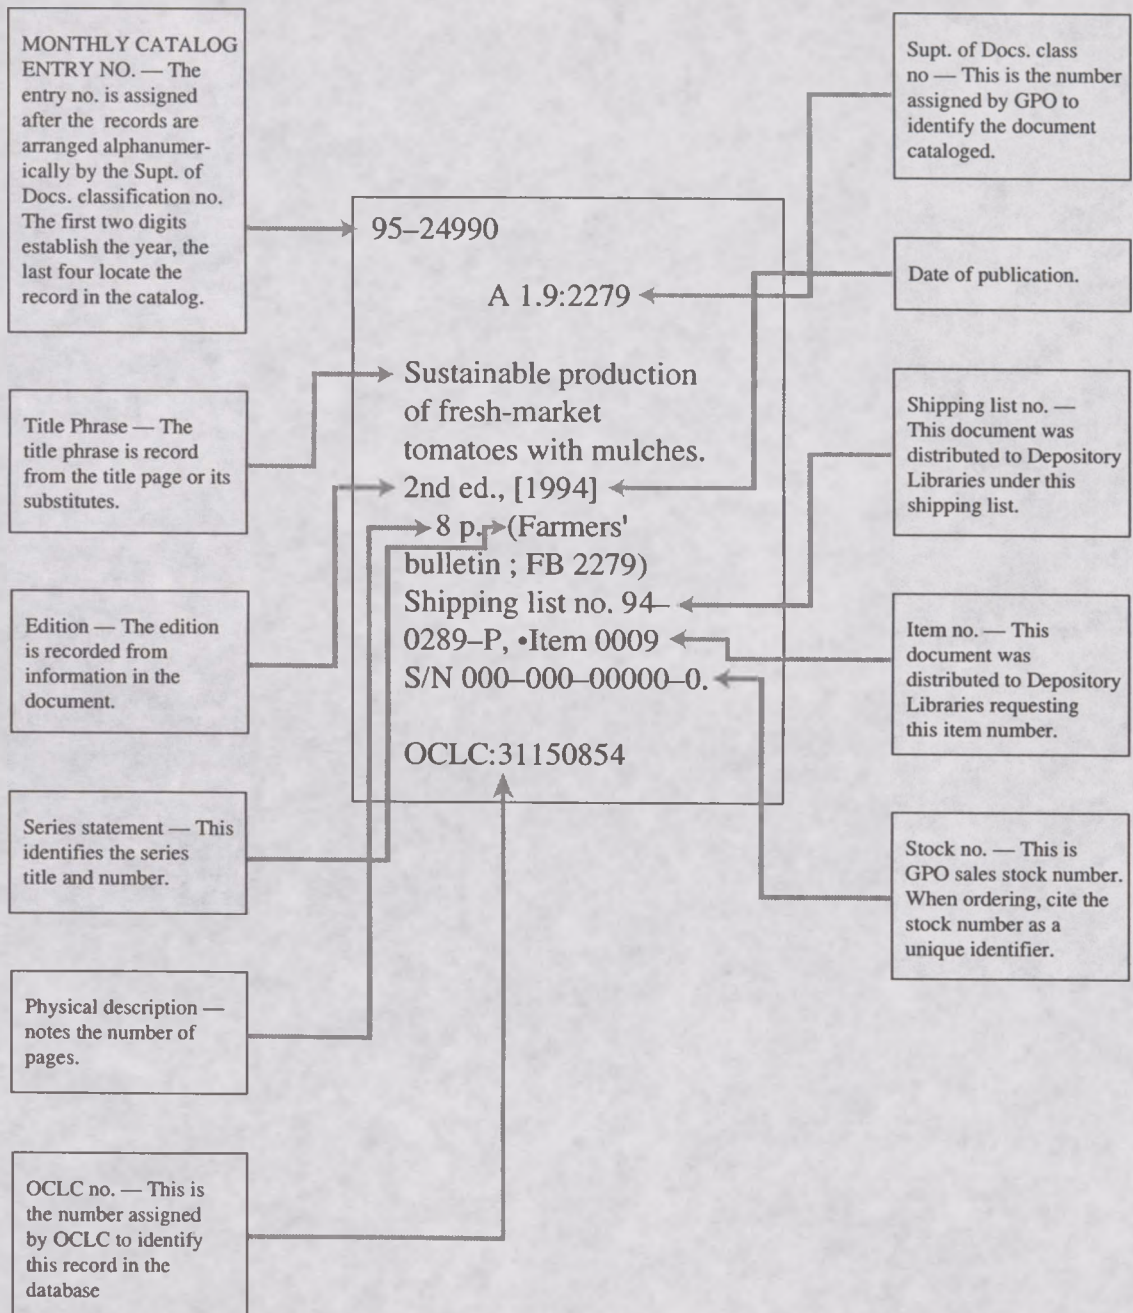 MONTHLY CATALOG
ENTRY NO. — The
entry no. is assigned
after the records are
arranged alphanumer-
ically by the Supt. of
Docs. classification no.
The first two digits
establish the year, the
last four locate the
record in the catalog.
Title Phrase — The
title phrase is record
from the title page or its
substitutes.
Edition — The edition
is recorded from
information in the
document.
Series statement — This
identifies the series
title and number.
Physical description —
notes the number of
pages.
OCLC no. — This is
the number assigned
by OCLC to identify
this record in the
database
95–24990
A 1.9:2279
Sustainable production
of fresh-market
tomatoes with mulches.
2nd ed., [1994]
8 p. (Farmers'
bulletin ; FB 2279)
Shipping list no. 94–
0289–P, •Item 0009
S/N 000–000–00000–0.
OCLC:31150854
Supt. of Docs. class
no — This is the number
assigned by GPO to
identify the document
cataloged.
Date of publication.
Shipping list no. —
This document was
distributed to Depository
Libraries under this
shipping list.
Item no. — This
document was
distributed to Depository
Libraries requesting
this item number.
Stock no. — This is
GPO sales stock number.
When ordering, cite the
stock number as a
unique identifier.